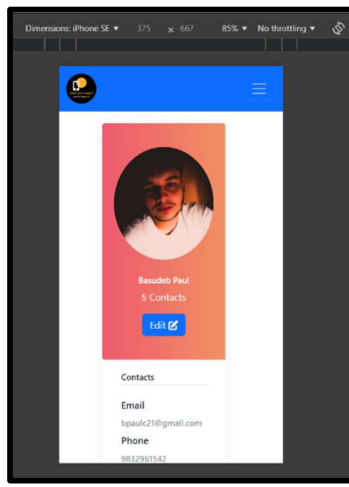 Dimensions: iPhone SE ▼ 375 × 667 85% ▼ No throttling ▼
Basudeb Paul
5 Contacts
Edit
Contacts
Email
bpaulc21@gmail.com
Phone
9832961542